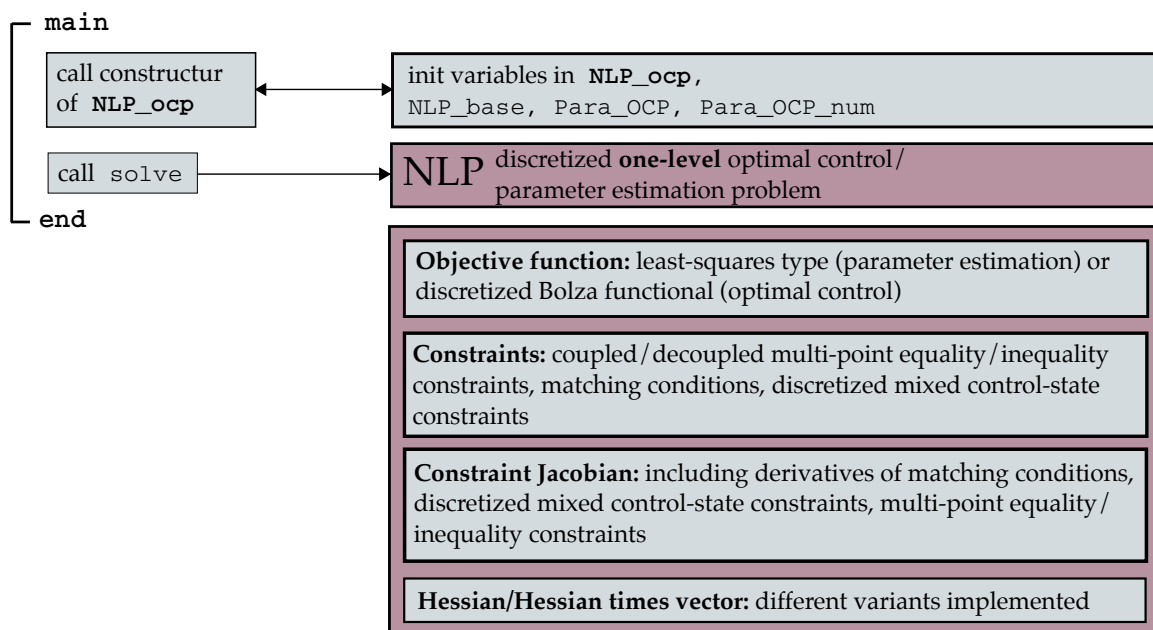 main
call constructur
of NLP_ocp
init variables in NLP_ocp,
NLP_base, Para_OCP, Para_OCP_num
call solve
NLP discretized one-level optimal control/
parameter estimation problem
end
Objective function: least-squares type (parameter estimation) or
discretized Bolza functional (optimal control)
Constraints: coupled/decoupled multi-point equality/inequality
constraints, matching conditions, discretized mixed control-state
constraints
Constraint Jacobian: including derivatives of matching conditions,
discretized mixed control-state constraints, multi-point equality/
inequality constraints
Hessian/Hessian times vector: different variants implemented